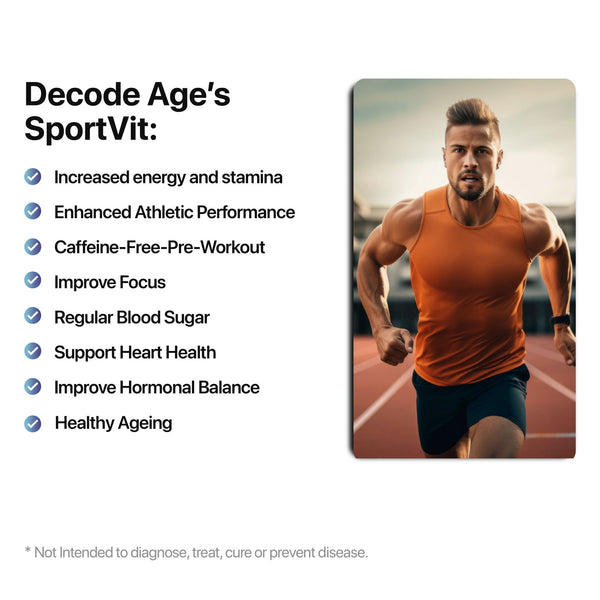 Decode Age’s
SportVit:
Increased energy and stamina
Enhanced Athletic Performance
Caffeine-Free-Pre-Workout
Improve Focus
Regular Blood Sugar
Support Heart Health
Improve Hormonal Balance
Healthy Ageing
* Not Intended to diagnose, treat, cure or prevent disease.